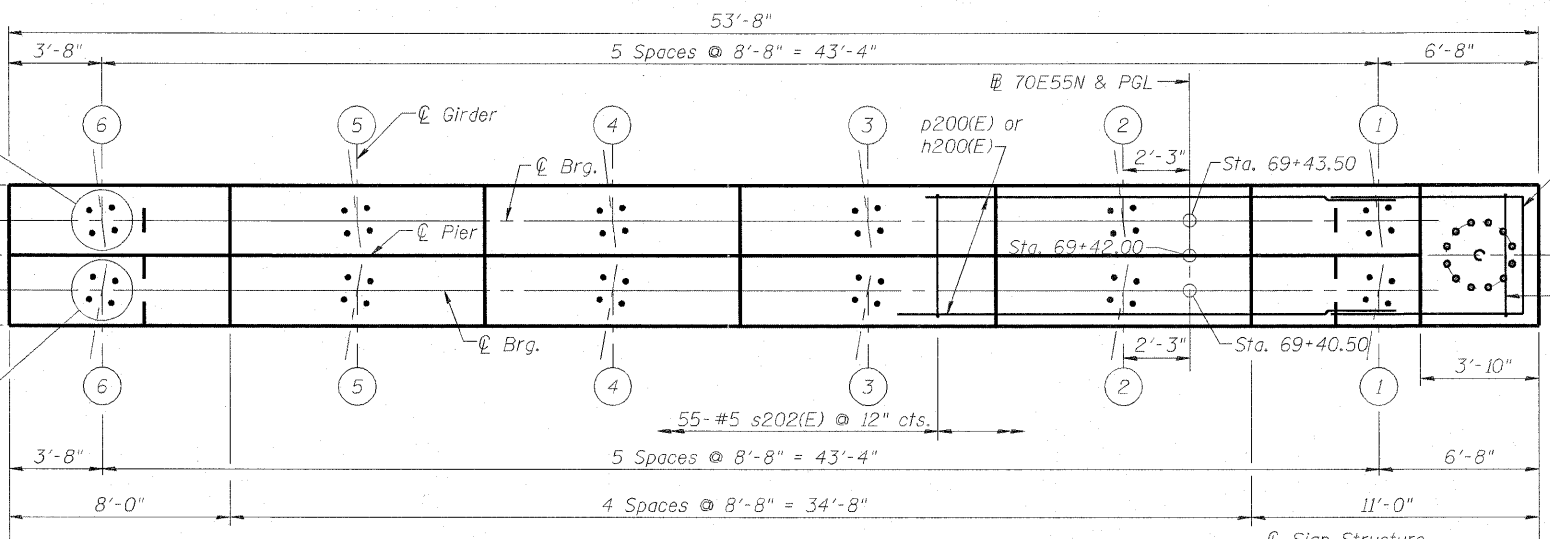 53'-8"
3'-8"
5 Spaces @ 8'-8" = 43'-4"
6'-8"
℄ 70E55N & PGL
6
5
℄ Girder
4
3
p200(E) or
h200(E)
2
1
2'-3"
℄ Brg.
Sta. 69+43.50
℄ Pier
Sta. 69+42.00
℄ Brg.
2'-3"
Sta. 69+40.50
3'-10"
6
5
4
3
2
1
55-#5 s202(E) @ 12" cts.
3'-8"
5 Spaces @ 8'-8" = 43'-4"
6'-8"
8'-0"
4 Spaces @ 8'-8" = 34'-8"
11'-0"
℄ Sign Structure